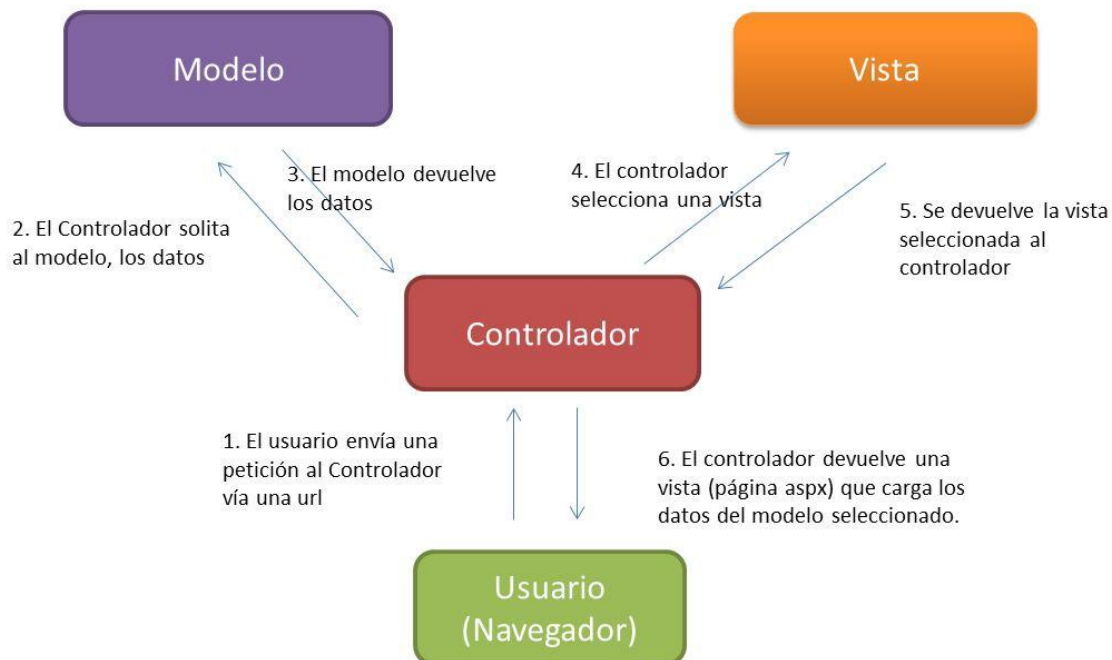 Modelo
Vista
3. El modelo devuelve
los datos
4. El controlador
selecciona una vista
2. El Controlador solita
al modelo, los datos
5. Se devuelve la vista
seleccionada al
controlador
Controlador
1. El usuario envía una
petición al Controlador
vía una url
6. El controlador devuelve una
vista (página aspx) que carga los
datos del modelo seleccionado.
Usuario
(Navegador)